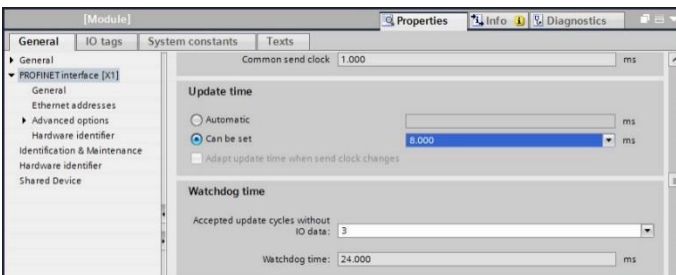 [Module]
Properties Info Diagnostics
General IO tags System constants Texts
General
PROFINET interface [X1]
General
Ethernet addresses
Advanced options
Hardware identifier
Identification & Maintenance
Hardware identifier
Shared Device
Common send clock 1.000 ms
Update time
Automatic ms
Can be set 8.000 ms
Adapt update time when send clock changes
Watchdog time
Accepted update cycles without
IO data: 3
Watchdog time: 24.000 ms